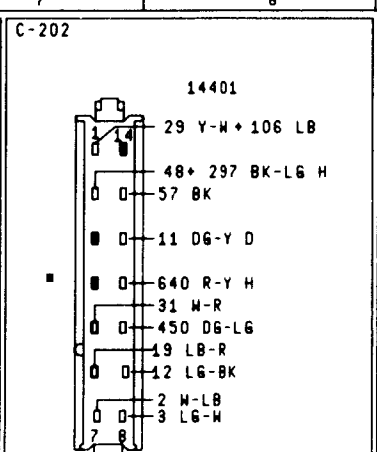 C-202
14401
1 14
29 Y-W + 106 LB
48+ 297 BK-LG H
57 BK
11 DG-Y D
640 R-Y H
31 W-R
450 DG-LG
19 LB-R
12 LG-BK
2 W-LB
3 LG-W
7 8